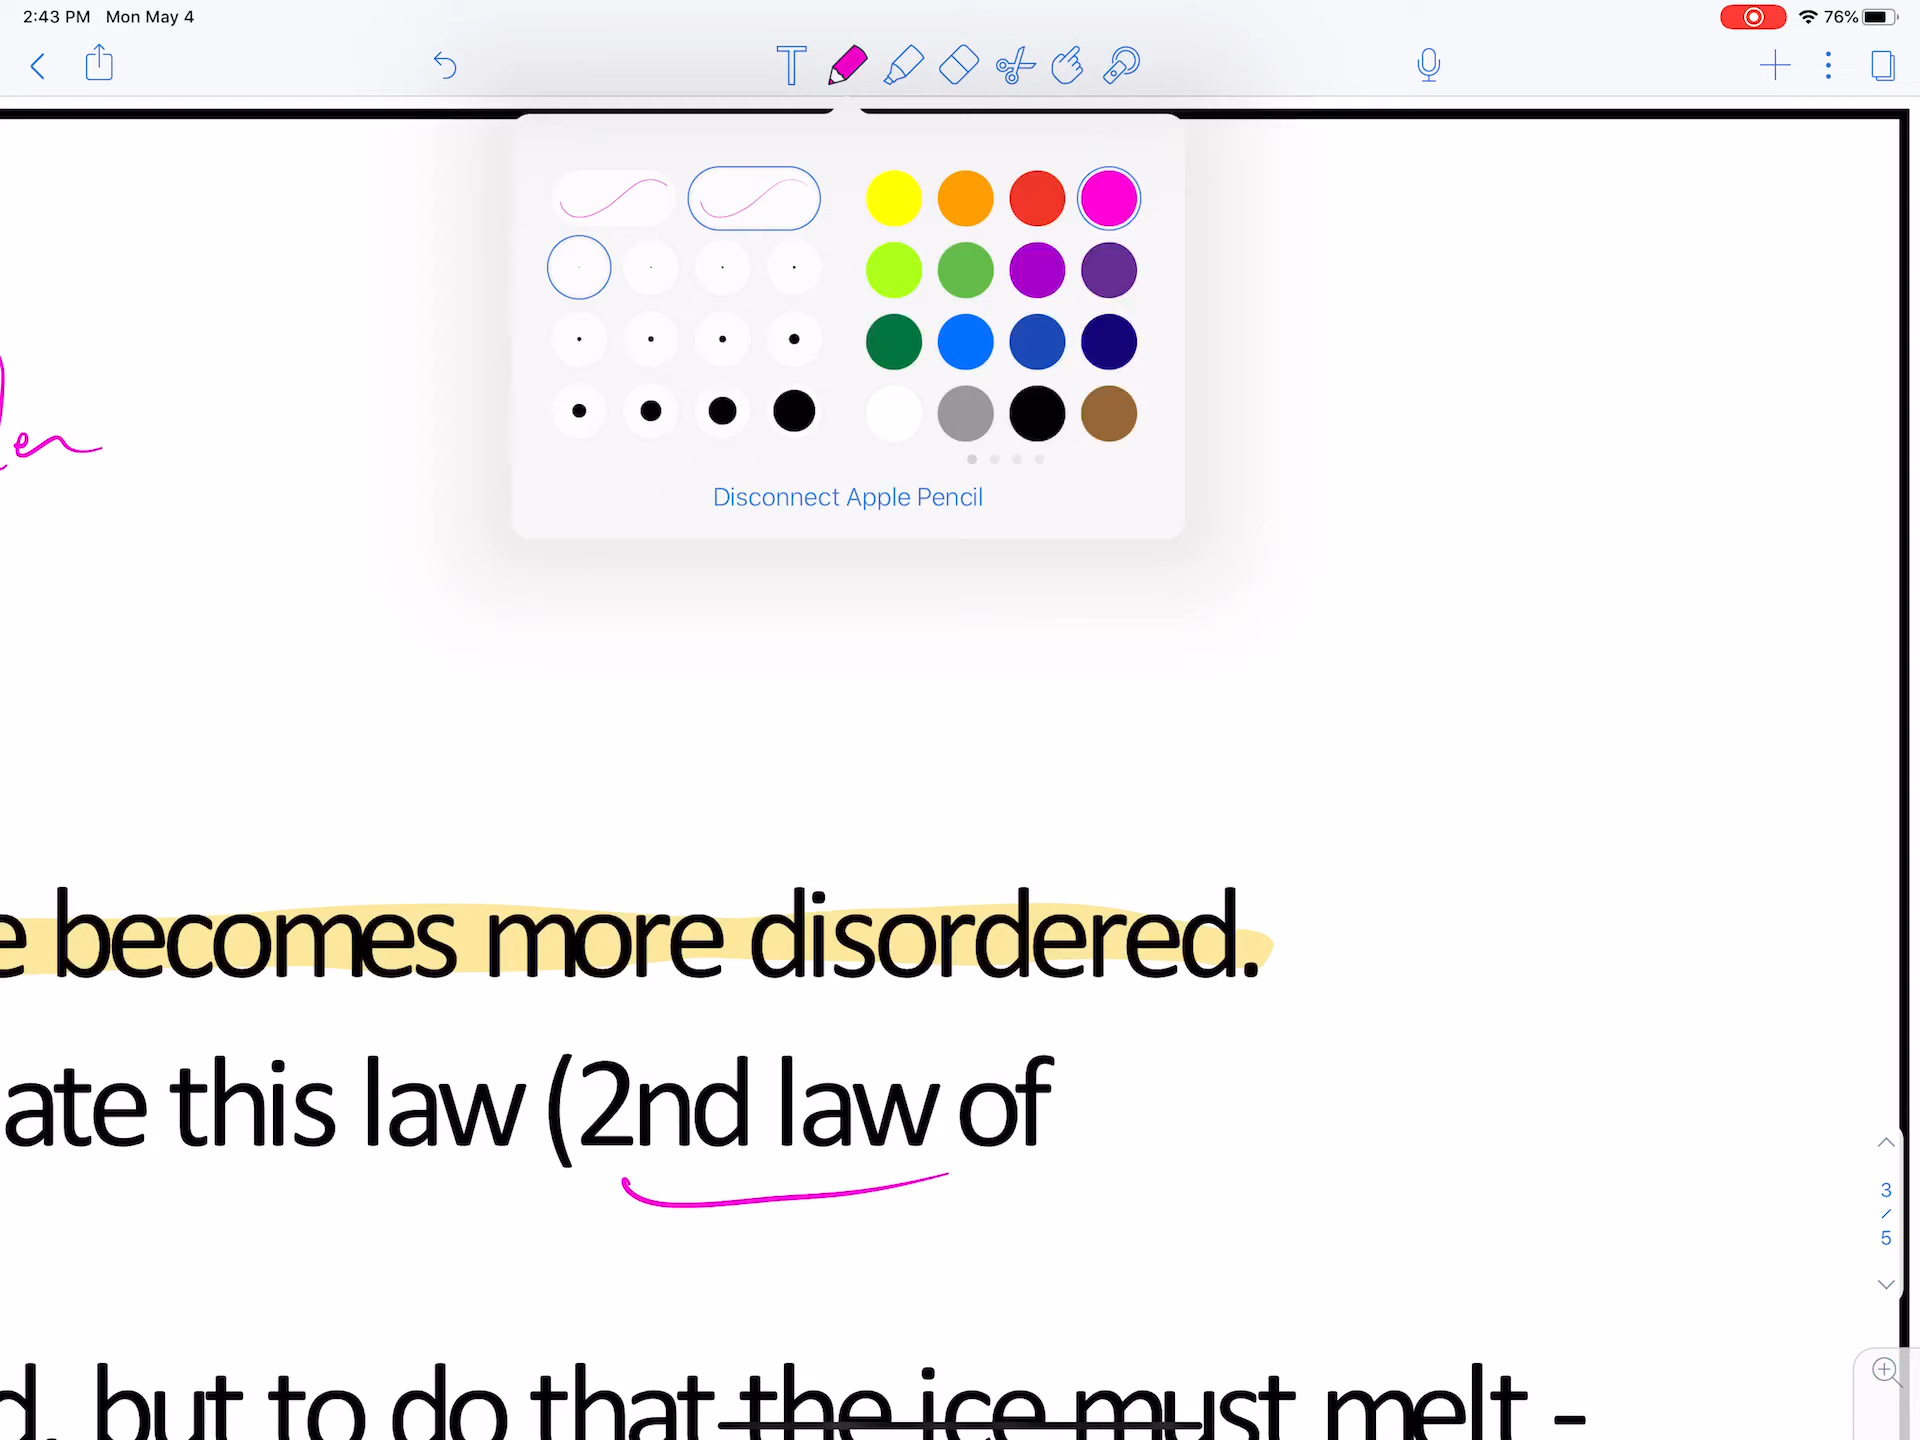 2:43 PM Mon May 4
76%
T
Disconnect Apple Pencil
e becomes more disordered.
ate this law (2nd law of
3
/
5
d, but to do that the ice must melt -